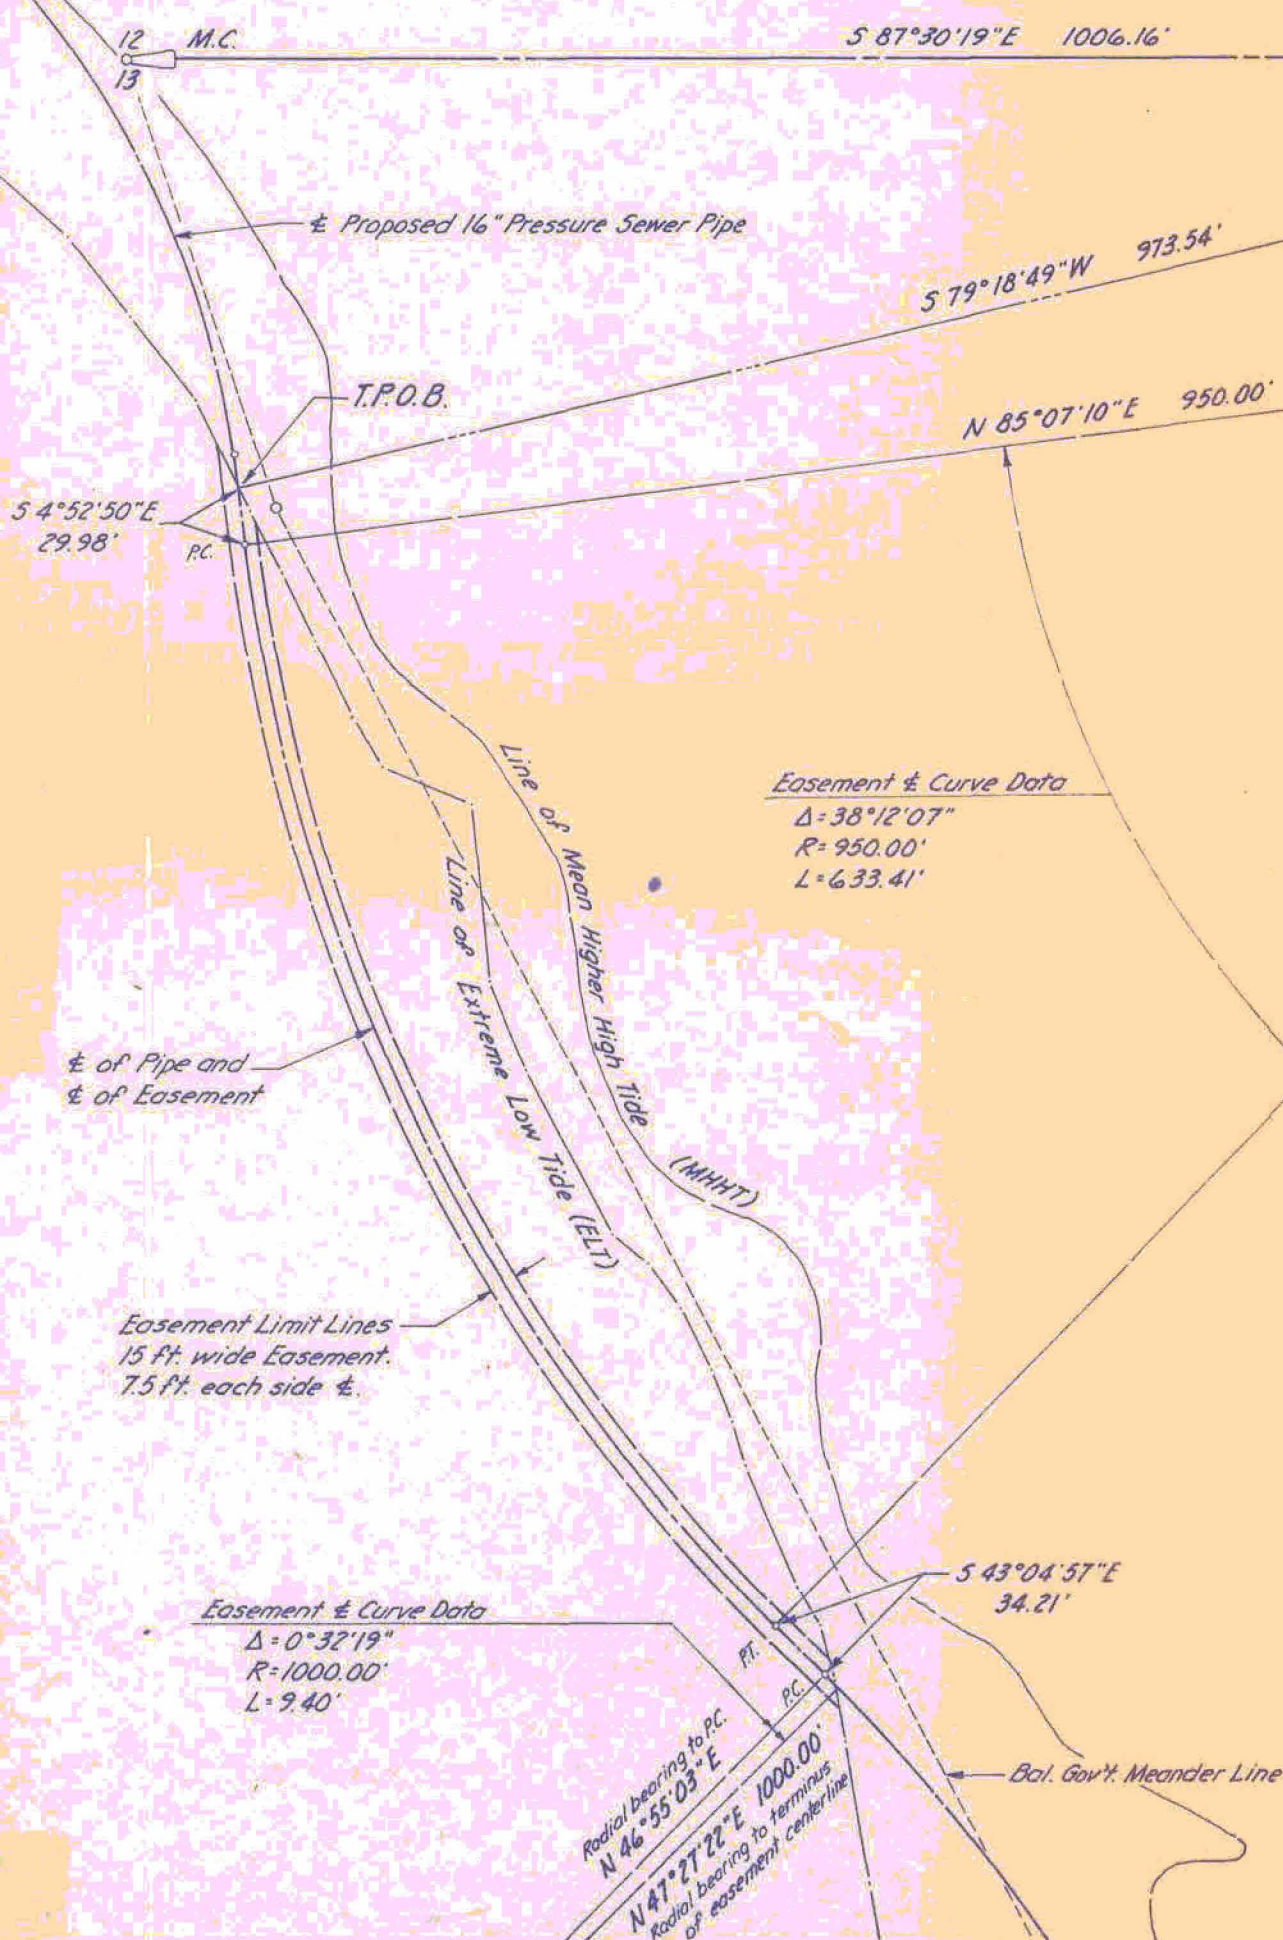 12 M.C.
13
S 87°30'19"E 1006.16'
℄ Proposed 16" Pressure Sewer Pipe
S 79°18'49"W 973.54'
T.P.O.B.
N 85°07'10"E 950.00'
S 4°52'50"E
29.98'
P.C.
Line of Mean Higher High Tide (MHHT)
Easement ℄ Curve Data
Δ=38°12'07"
R=950.00'
L=633.41'
Line of Extreme Low Tide (ELT)
℄ of Pipe and
℄ of Easement
Easement Limit Lines
15 ft. wide Easement.
7.5 ft. each side ℄.
S 43°04'57"E
34.21'
Easement ℄ Curve Data
Δ=0°32'19"
R=1000.00'
L=9.40'
P.T.
P.C.
Radial bearing to P.C.
N 46°55'03"E
N 47°27'22"E 1000.00'
Radial bearing to terminus
of easement centerline
Bal. Gov't. Meander Line